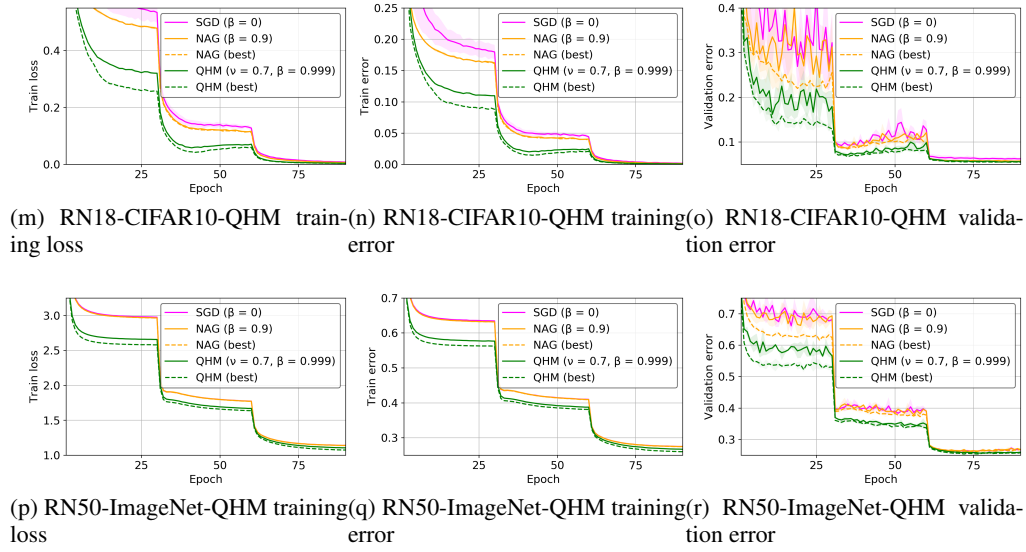 SGD (β = 0)
NAG (β = 0.9)
NAG (best)
QHM (ν = 0.7, β = 0.999)
QHM (best)
Train loss
0.4
0.2
0.0
25
50
75
Epoch
SGD (β = 0)
NAG (β = 0.9)
NAG (best)
QHM (ν = 0.7, β = 0.999)
QHM (best)
Train error
0.25
0.20
0.15
0.10
0.05
0.00
25
50
75
Epoch
SGD (β = 0)
NAG (β = 0.9)
NAG (best)
QHM (ν = 0.7, β = 0.999)
QHM (best)
Validation error
0.4
0.3
0.2
0.1
25
50
75
Epoch
(m) RN18-CIFAR10-QHM train-
ing loss
(n) RN18-CIFAR10-QHM training
error
(o) RN18-CIFAR10-QHM valida-
tion error
SGD (β = 0)
NAG (β = 0.9)
NAG (best)
QHM (ν = 0.7, β = 0.999)
QHM (best)
Train loss
3.0
2.5
2.0
1.5
1.0
25
50
75
Epoch
SGD (β = 0)
NAG (β = 0.9)
NAG (best)
QHM (ν = 0.7, β = 0.999)
QHM (best)
Train error
0.7
0.6
0.5
0.4
0.3
25
50
75
Epoch
SGD (β = 0)
NAG (β = 0.9)
NAG (best)
QHM (ν = 0.7, β = 0.999)
QHM (best)
Validation error
0.7
0.6
0.5
0.4
0.3
25
50
75
Epoch
(p) RN50-ImageNet-QHM training
loss
(q) RN50-ImageNet-QHM training
error
(r) RN50-ImageNet-QHM valida-
tion error